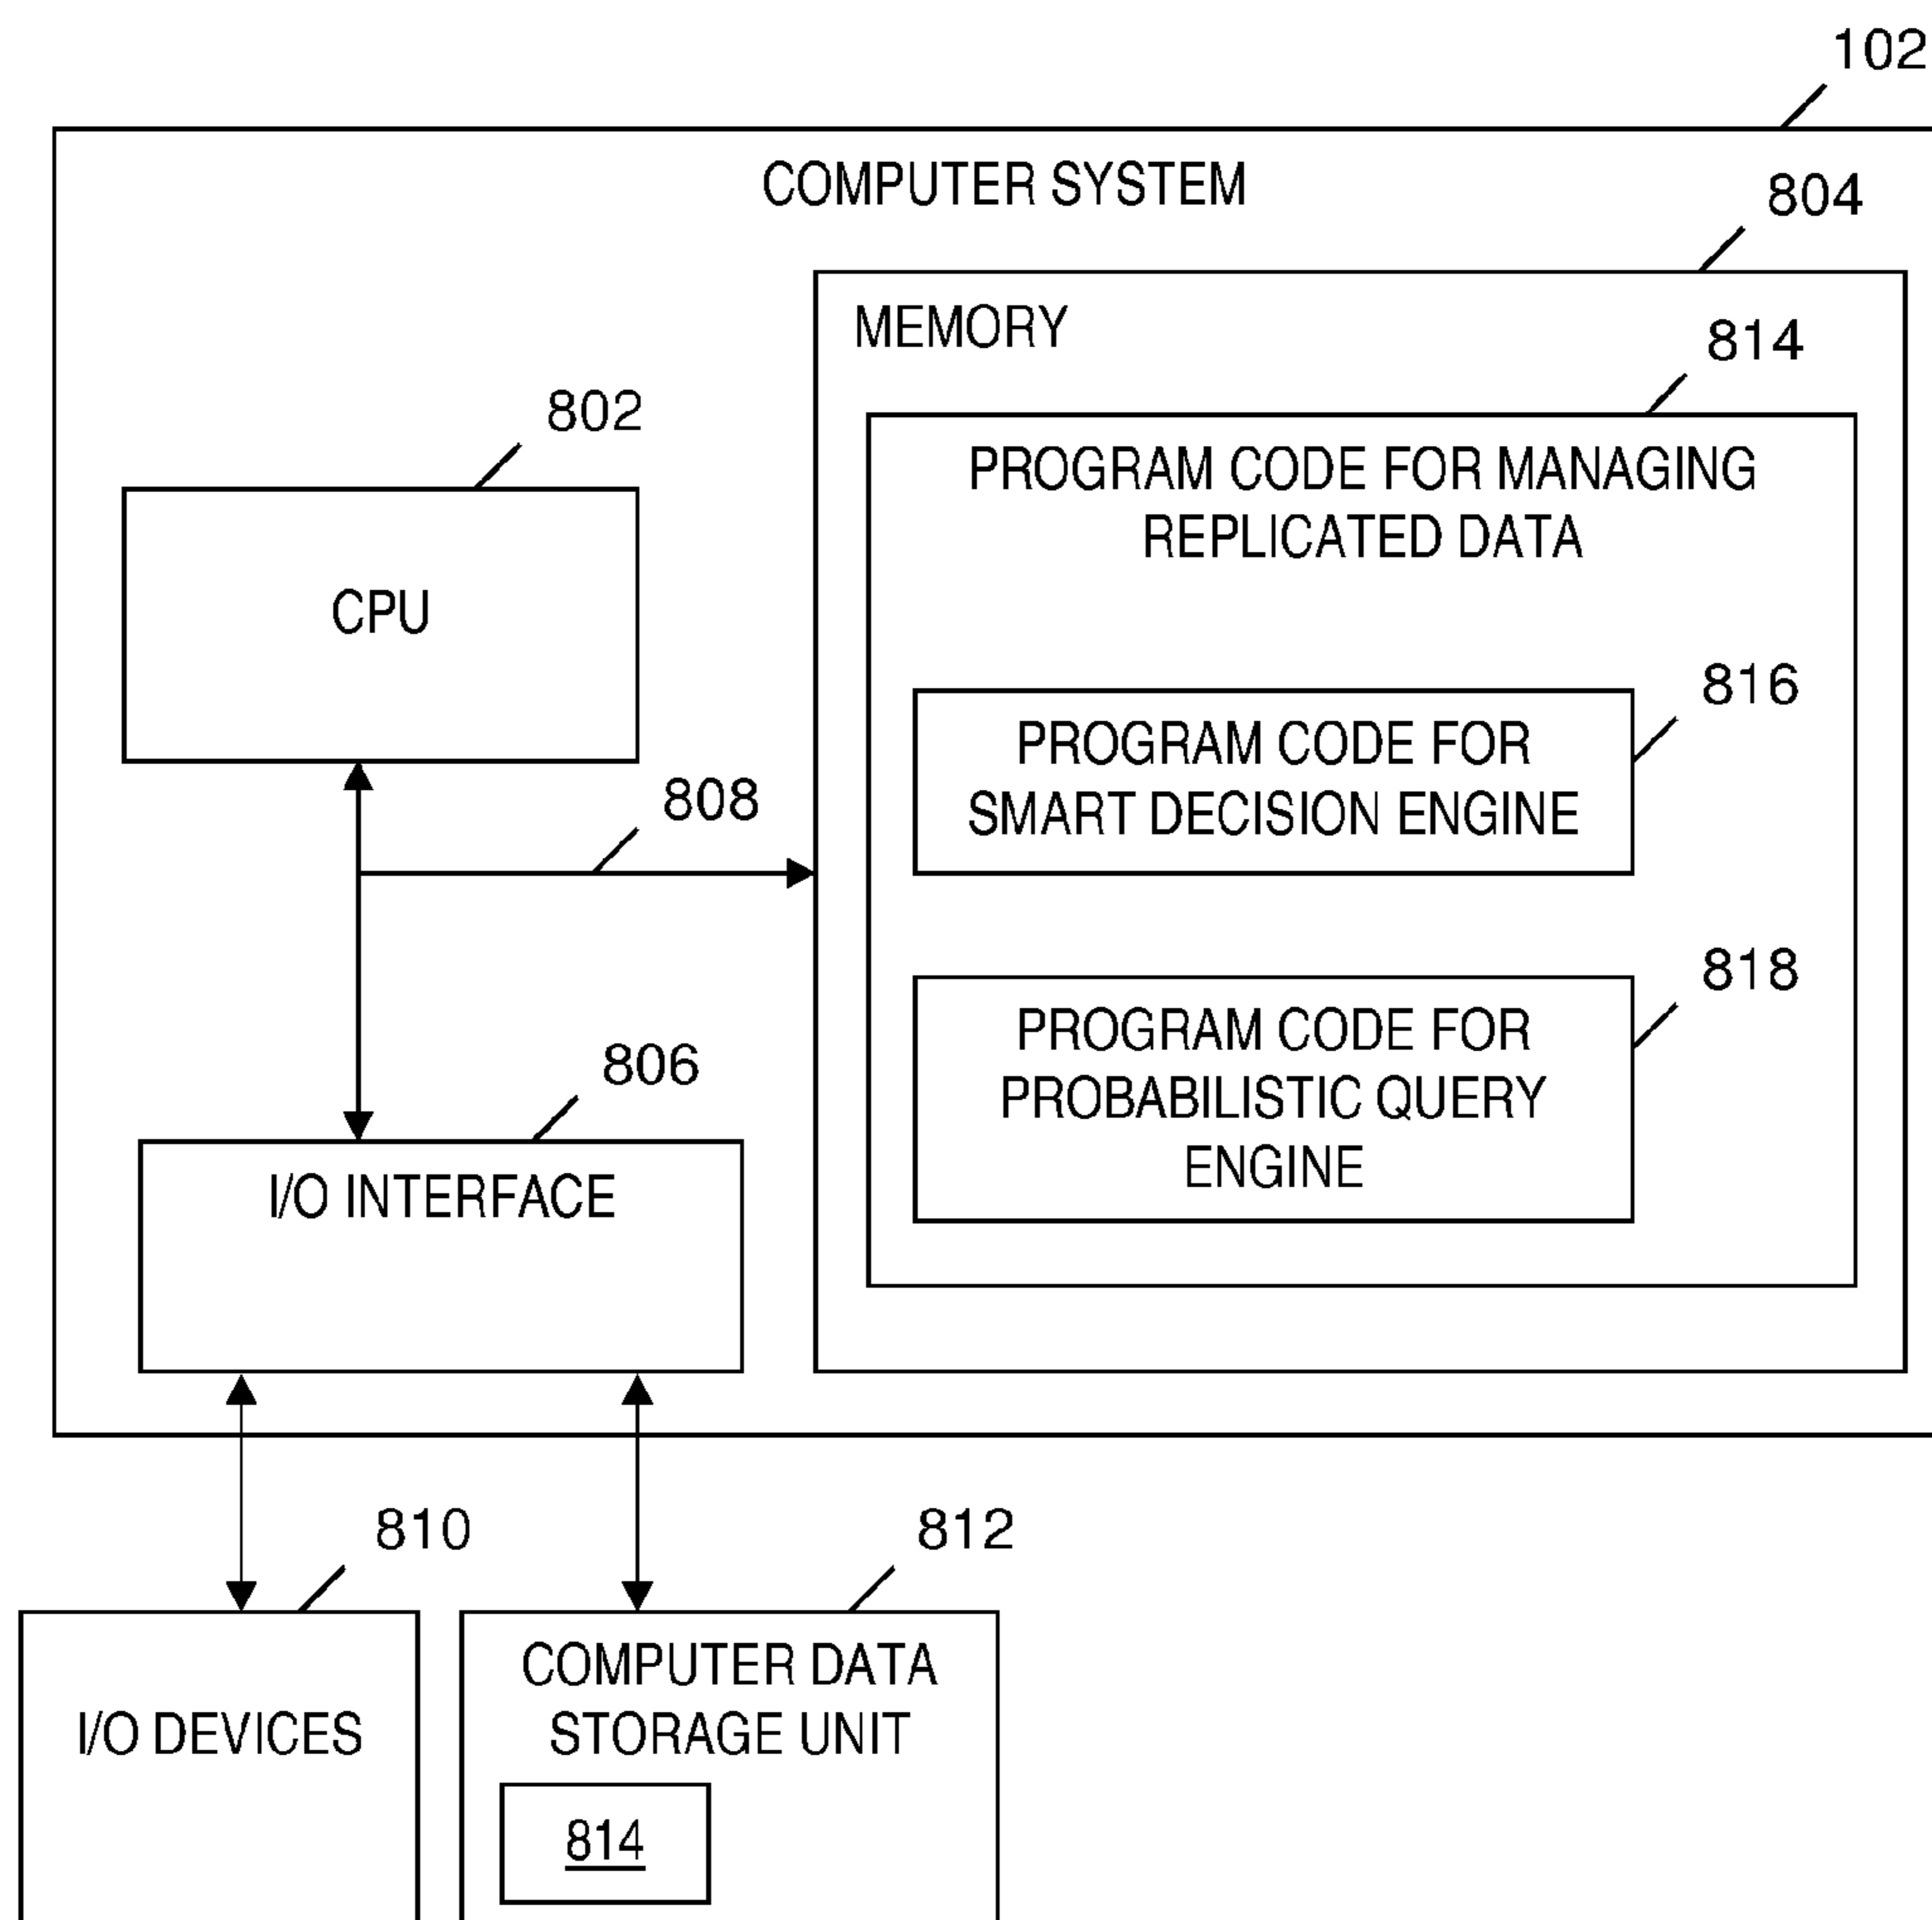 102
COMPUTER SYSTEM
804
MEMORY
814
802
PROGRAM CODE FOR MANAGING
REPLICATED DATA
CPU
816
PROGRAM CODE FOR
SMART DECISION ENGINE
808
818
PROGRAM CODE FOR
PROBABILISTIC QUERY
ENGINE
806
I/O INTERFACE
810
812
I/O DEVICES
COMPUTER DATA
STORAGE UNIT
814